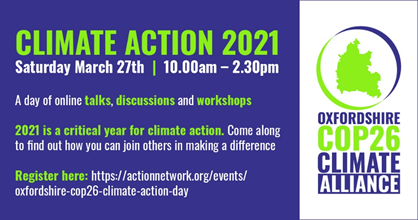 CLIMATE ACTION 2021
Saturday March 27th | 10.00am – 2.30pm
A day of online talks, discussions and workshops
2021 is a critical year for climate action. Come along
to find out how you can join others in making a difference
Register here: https://actionnetwork.org/events/
oxfordshire-cop26-climate-action-day
OXFORDSHIRE
COP26
CLIMATE
ALLIANCE